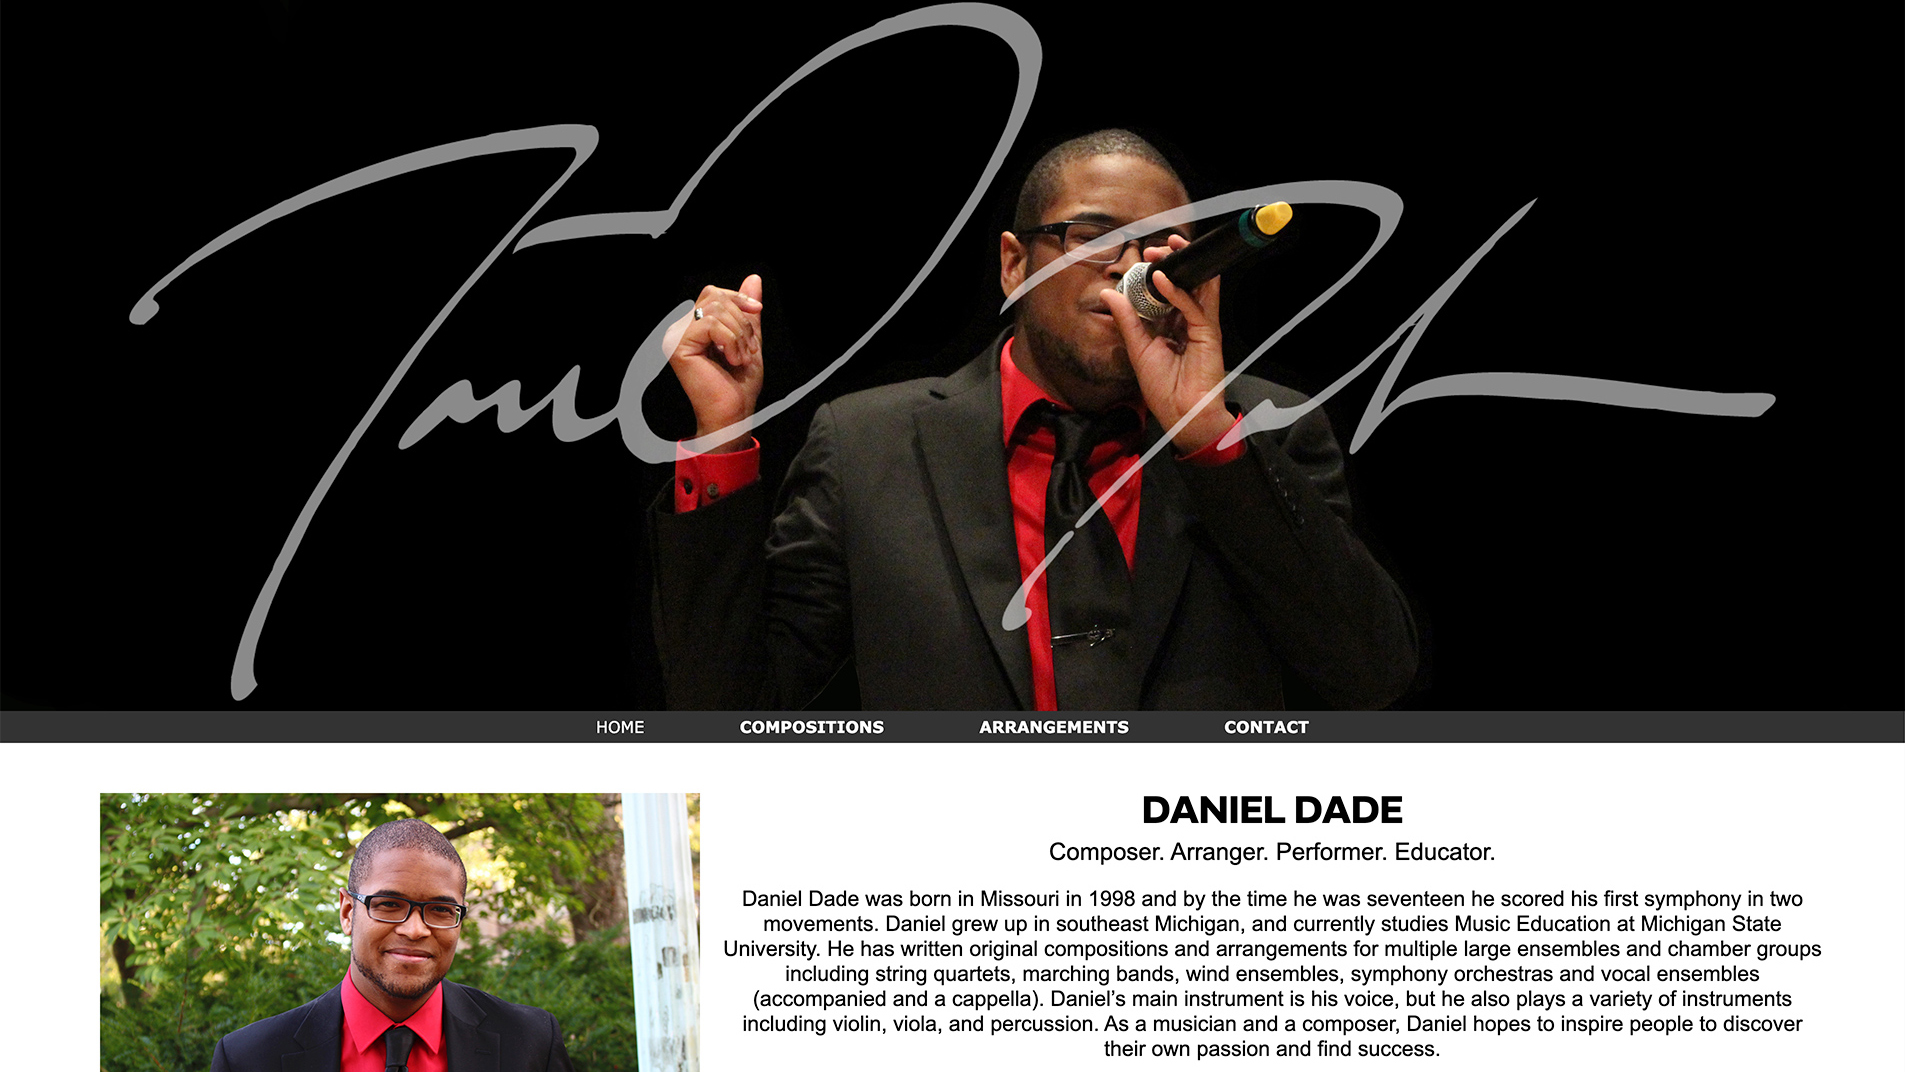 HOME COMPOSITIONS ARRANGEMENTS CONTACT
DANIEL DADE
Composer. Arranger. Performer. Educator.
Daniel Dade was born in Missouri in 1998 and by the time he was seventeen he scored his first symphony in two
movements. Daniel grew up in southeast Michigan, and currently studies Music Education at Michigan State
University. He has written original compositions and arrangements for multiple large ensembles and chamber groups
including string quartets, marching bands, wind ensembles, symphony orchestras and vocal ensembles
(accompanied and a cappella). Daniel’s main instrument is his voice, but he also plays a variety of instruments
including violin, viola, and percussion. As a musician and a composer, Daniel hopes to inspire people to discover
their own passion and find success.